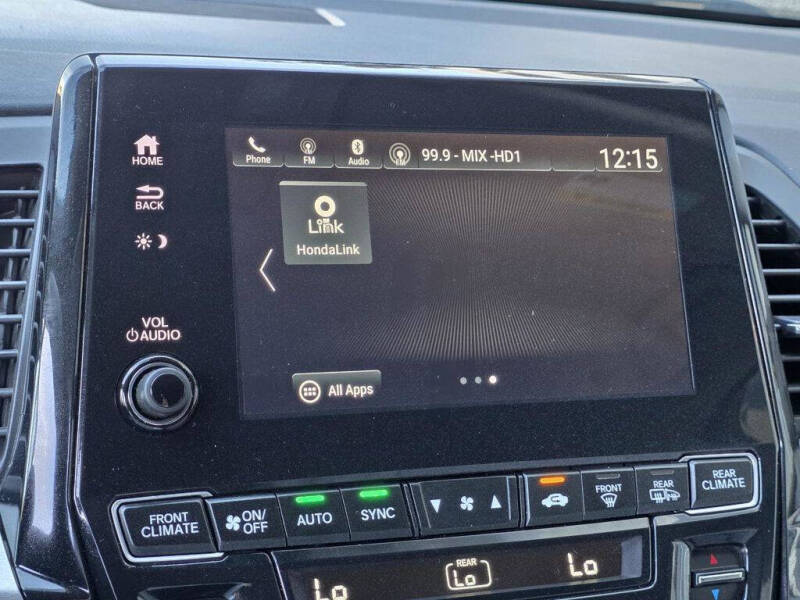 HOME
BACK
VOL
AUDIO
Phone
FM
Audio
FM
99.9 - MIX -HD1
12:15
Link
HondaLink
All Apps
FRONT
CLIMATE
ON/
OFF
AUTO
SYNC
FRONT
REAR
REAR
CLIMATE
Lo
REAR
Lo
Lo